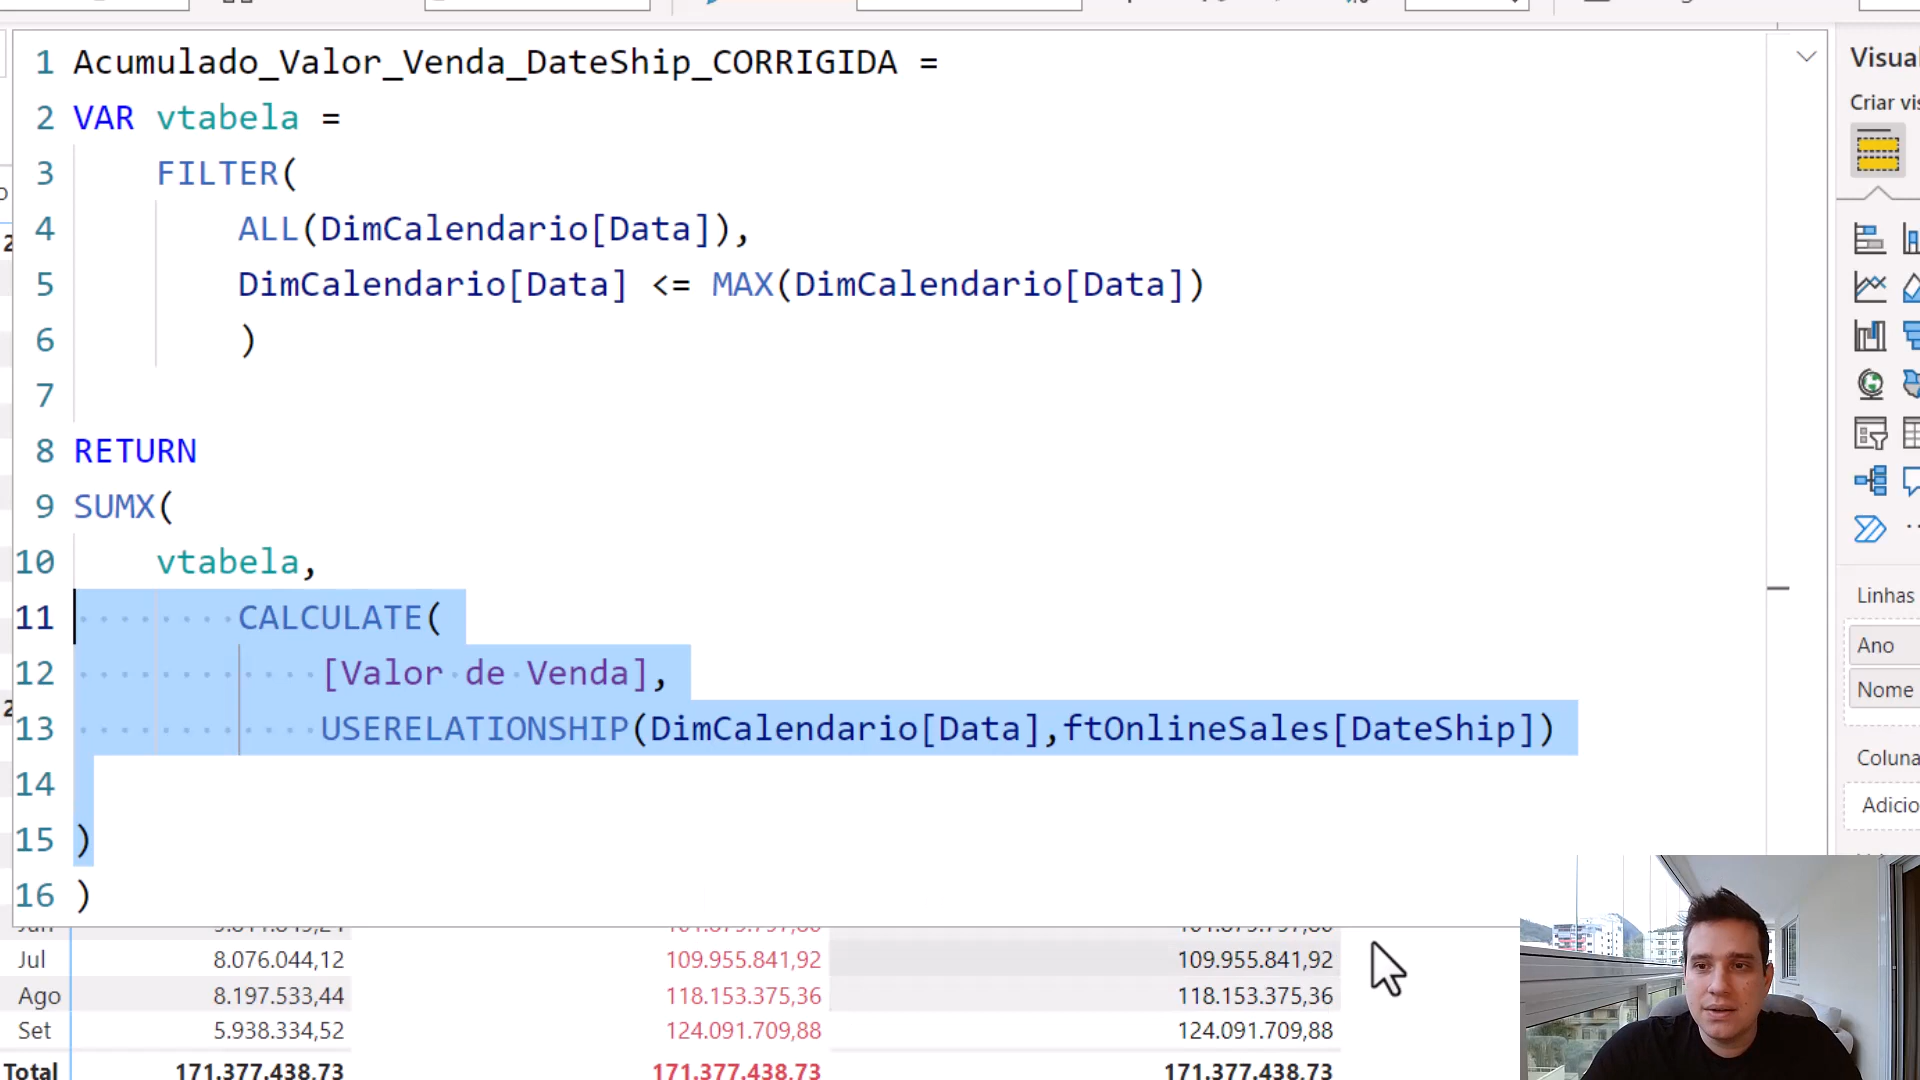 1 Acumulado_Valor_Venda_DateShip_CORRIGIDA =
2 VAR vtabela =
3 FILTER(
4 ALL(DimCalendario[Data]),
5 DimCalendario[Data] <= MAX(DimCalendario[Data])
6 )
7
8 RETURN
9 SUMX(
10 vtabela,
11 CALCULATE(
12 [Valor de Venda],
13 USERELATIONSHIP(DimCalendario[Data],ftOnlineSales[DateShip])
14
15 )
16 )
Jul 8.076.044,12 109.955.841,92 109.955.841,92
Ago 8.197.533,44 118.153.375,36 118.153.375,36
Set 5.938.334,52 124.091.709,88 124.091.709,88
Total 171.377.438,73 171.377.438,73 171.377.438,73
Visua
Criar vis
Linhas
Ano
Nome
Coluna
Adicio